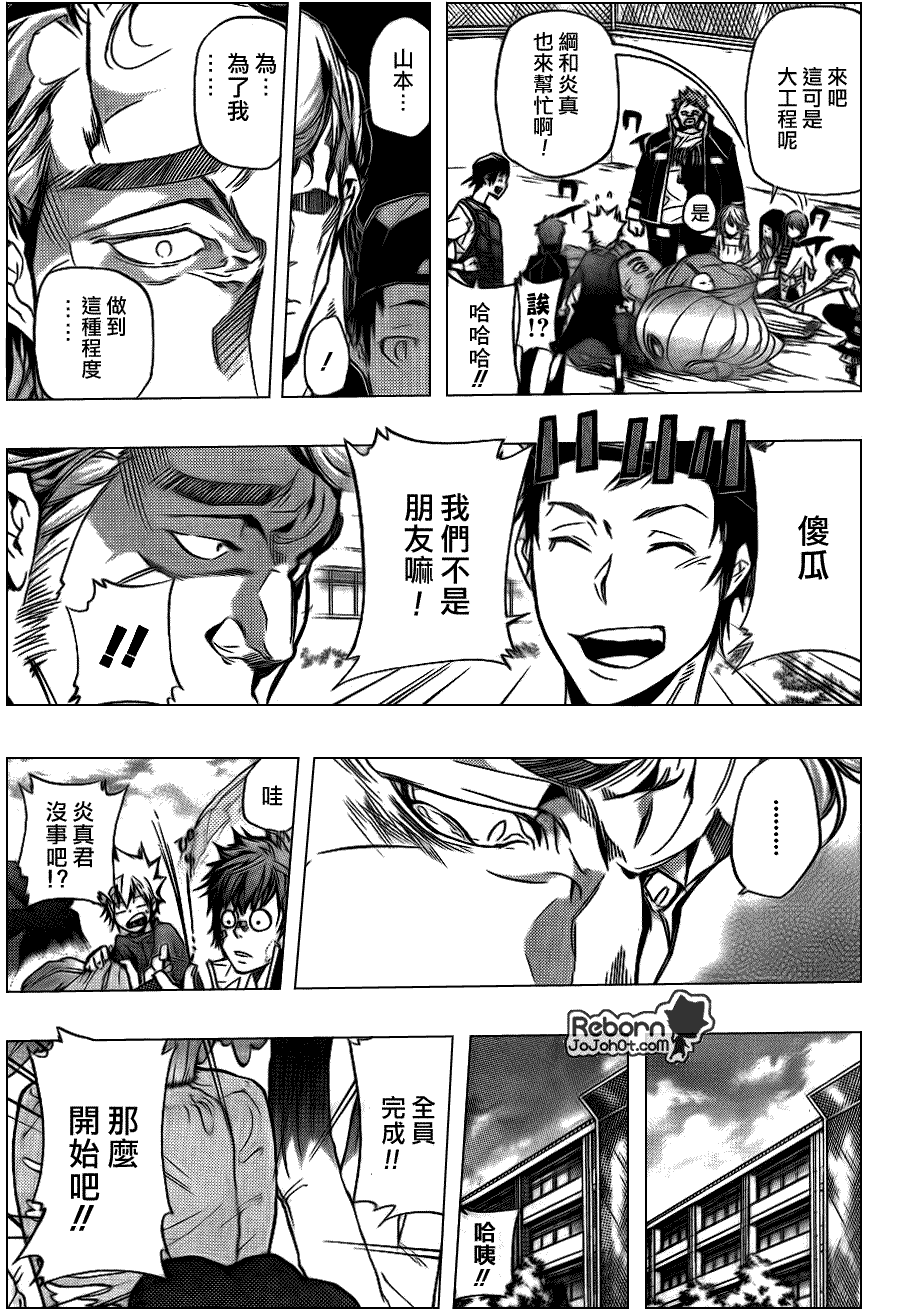 來吧
這可是
大工程呢
綱和炎真
也來幫忙啊!
是
誒!?
哈哈哈!!
山本…
!
為…
為了我
……
做到
這種程度
……
傻瓜
我們不是
朋友嘛!
!!
………
哇
炎真君
沒事吧!?
Reborn
JoJohOt.com
哈咦!!
全員
完成!!
那麼
開始吧!!